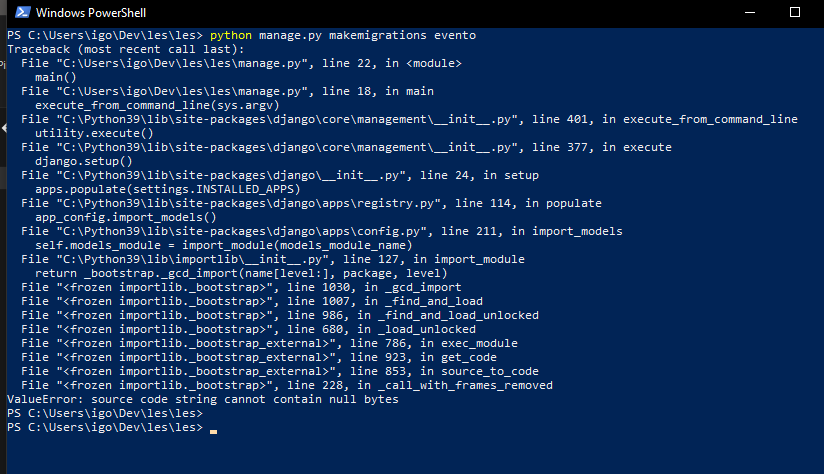 Windows PowerShell
PS C:\Users\igo\Dev\les\les> python manage.py makemigrations evento
Traceback (most recent call last):
  File "C:\Users\igo\Dev\les\les\manage.py", line 22, in <module>
    main()
  File "C:\Users\igo\Dev\les\les\manage.py", line 18, in main
    execute_from_command_line(sys.argv)
  File "C:\Python39\lib\site-packages\django\core\management\__init__.py", line 401, in execute_from_command_line
    utility.execute()
  File "C:\Python39\lib\site-packages\django\core\management\__init__.py", line 377, in execute
    django.setup()
  File "C:\Python39\lib\site-packages\django\__init__.py", line 24, in setup
    apps.populate(settings.INSTALLED_APPS)
  File "C:\Python39\lib\site-packages\django\apps\registry.py", line 114, in populate
    app_config.import_models()
  File "C:\Python39\lib\site-packages\django\apps\config.py", line 211, in import_models
    self.models_module = import_module(models_module_name)
  File "C:\Python39\lib\importlib\__init__.py", line 127, in import_module
    return _bootstrap._gcd_import(name[level:], package, level)
  File "<frozen importlib._bootstrap>", line 1030, in _gcd_import
  File "<frozen importlib._bootstrap>", line 1007, in _find_and_load
  File "<frozen importlib._bootstrap>", line 986, in _find_and_load_unlocked
  File "<frozen importlib._bootstrap>", line 680, in _load_unlocked
  File "<frozen importlib._bootstrap_external>", line 786, in exec_module
  File "<frozen importlib._bootstrap_external>", line 923, in get_code
  File "<frozen importlib._bootstrap_external>", line 853, in source_to_code
  File "<frozen importlib._bootstrap>", line 228, in _call_with_frames_removed
ValueError: source code string cannot contain null bytes
PS C:\Users\igo\Dev\les\les>
PS C:\Users\igo\Dev\les\les>